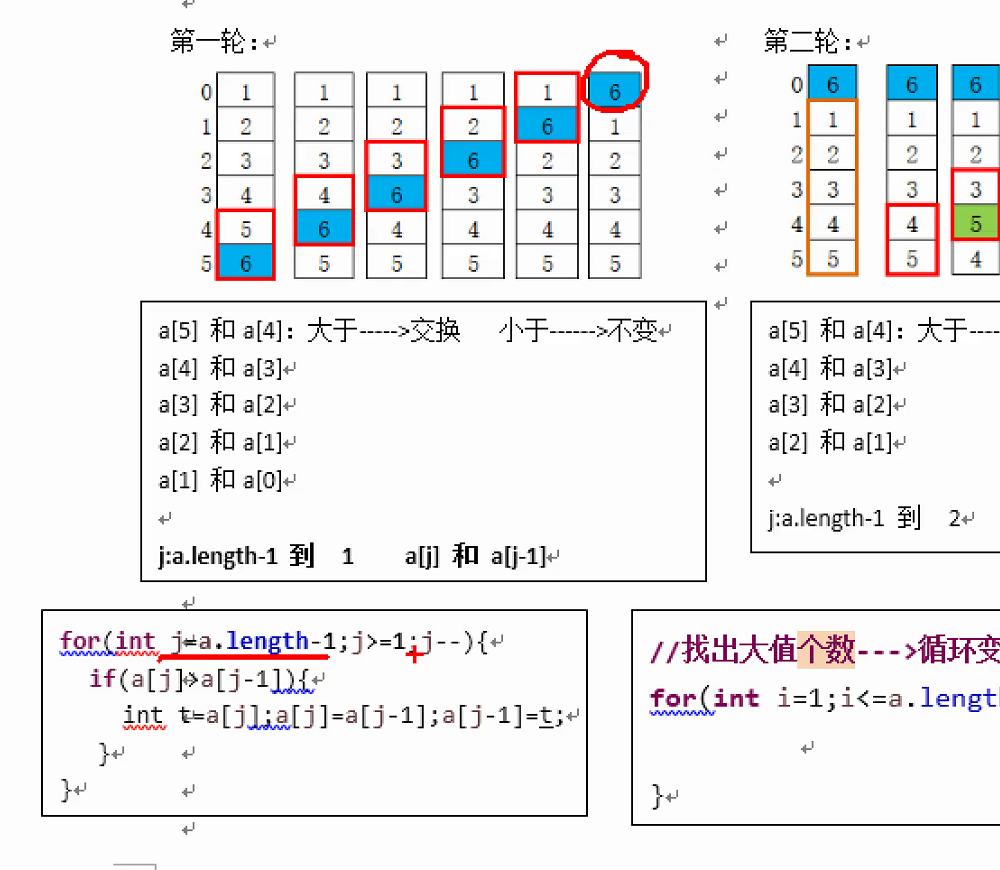 第一轮：
0 1 1 1 1 1 6
1 2 2 2 2 6 1
2 3 3 3 6 2 2
3 4 4 6 3 3 3
4 5 6 4 4 4 4
5 6 5 5 5 5 5
a[5] 和 a[4]：大于----->交换 小于------>不变
a[4] 和 a[3]
a[3] 和 a[2]
a[2] 和 a[1]
a[1] 和 a[0]
j:a.length-1 到 1 a[j] 和 a[j-1]
第二轮：
0 6 6 6
1 1 1 1
2 2 2 2
3 3 3 3
4 4 4 5
5 5 5 4
a[5] 和 a[4]：大于----
a[4] 和 a[3]
a[3] 和 a[2]
a[2] 和 a[1]
j:a.length-1 到 2
for(int j=a.length-1;j>=1;j--){
if(a[j]>a[j-1]){
int t=a[j];a[j]=a[j-1];a[j-1]=t;
}
}
//找出大值个数--->循环变
for(int i=1;i<=a.length
}